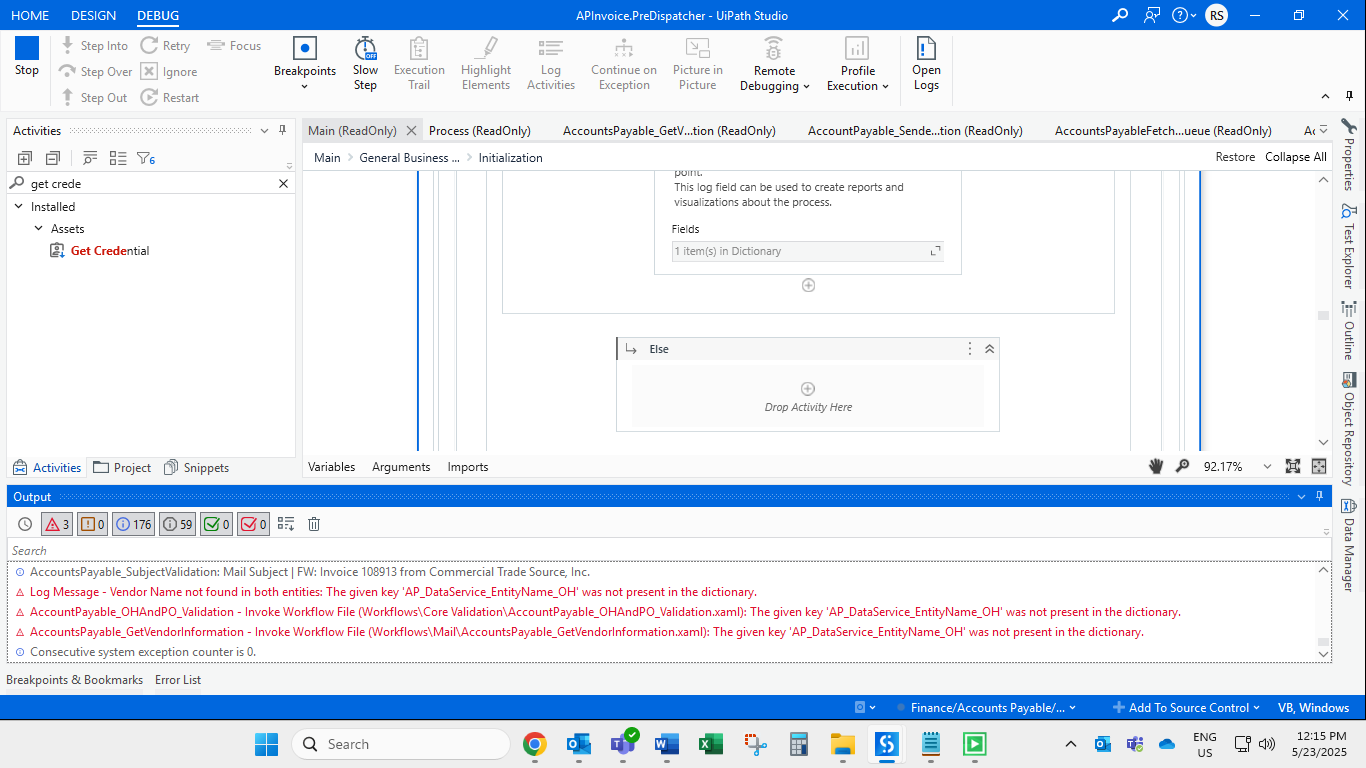 HOME DESIGN DEBUG APInvoice.PreDispatcher - UiPath Studio RS
Stop
Step Into
Step Over
Step Out
Retry
Ignore
Restart
Focus
Breakpoints
Slow Step
OFF
Execution Trail
Highlight Elements
Log Activities
Continue on Exception
Picture in Picture
Remote Debugging
Profile Execution
Open Logs
Activities
6
get crede
Installed
Assets
Get Credential
Activities Project Snippets
Main (ReadOnly) Process (ReadOnly) AccountsPayable_GetV...tion (ReadOnly) AccountPayable_Sende...tion (ReadOnly) AccountsPayableFetch...ueue (ReadOnly) Ac
Main General Business ... Initialization Restore Collapse All
point.
This log field can be used to create reports and
visualizations about the process.
Fields
1 item(s) in Dictionary
Else
Drop Activity Here
Variables Arguments Imports 92.17%
Properties
Test Explorer
Outline
Object Repository
Data Manager
Output
3 0 176 59 0 0
Search
AccountsPayable_SubjectValidation: Mail Subject | FW: Invoice 108913 from Commercial Trade Source, Inc.
Log Message - Vendor Name not found in both entities: The given key 'AP_DataService_EntityName_OH' was not present in the dictionary.
AccountPayable_OHAndPO_Validation - Invoke Workflow File (Workflows\Core Validation\AccountPayable_OHAndPO_Validation.xaml): The given key 'AP_DataService_EntityName_OH' was not present in the dictionary.
AccountsPayable_GetVendorInformation - Invoke Workflow File (Workflows\Mail\AccountsPayable_GetVendorInformation.xaml): The given key 'AP_DataService_EntityName_OH' was not present in the dictionary.
Consecutive system exception counter is 0.
Breakpoints & Bookmarks Error List
Finance/Accounts Payable/... Add To Source Control VB, Windows
Search
ENG
US
12:15 PM
5/23/2025